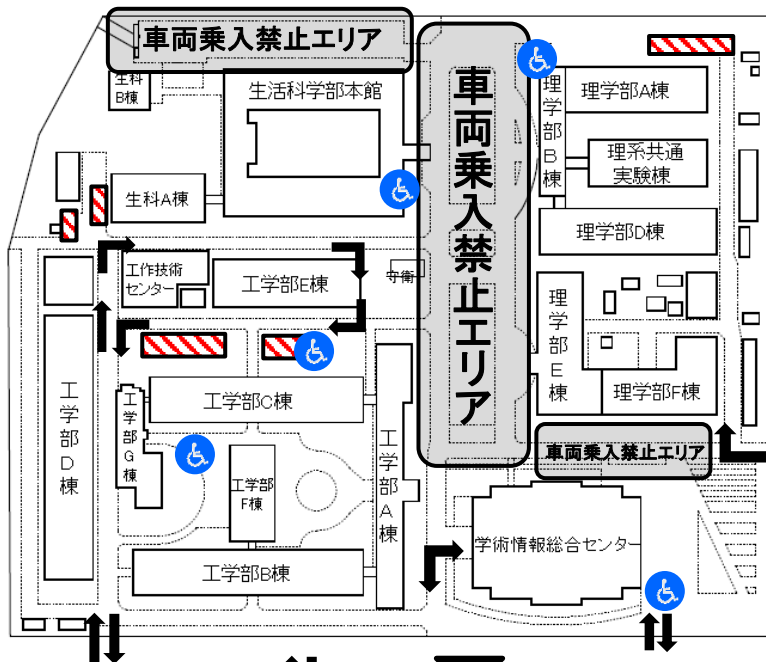 車両乗入禁止エリア
生科
B棟
生活科学部本館
車両乗入禁止エリア
理学部B棟
理学部A棟
理系共通
実験棟
生科A棟
理学部D棟
工作技術
センター
工学部E棟
守衛
理学部E棟
理学部F棟
工学部D棟
工学部G棟
工学部C棟
工学部A棟
工学部
F棟
車両乗入禁止エリア
学術情報総合センター
工学部B棟